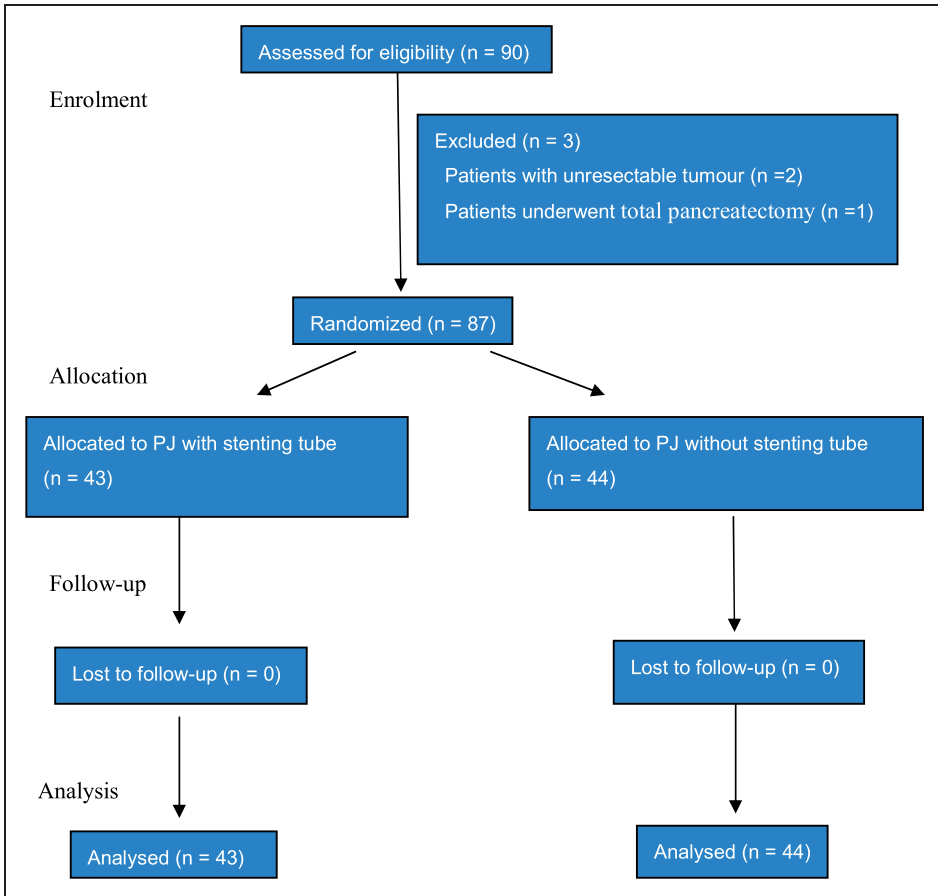 Assessed for eligibility (n = 90)
Enrolment
Excluded (n = 3)
Patients with unresectable tumour (n =2)
Patients underwent total pancreatectomy (n =1)
Randomized (n = 87)
Allocation
Allocated to PJ with stenting tube
(n = 43)
Allocated to PJ without stenting tube
(n = 44)
Follow-up
Lost to follow-up (n = 0)
Lost to follow-up (n = 0)
Analysis
Analysed (n = 43)
Analysed (n = 44)